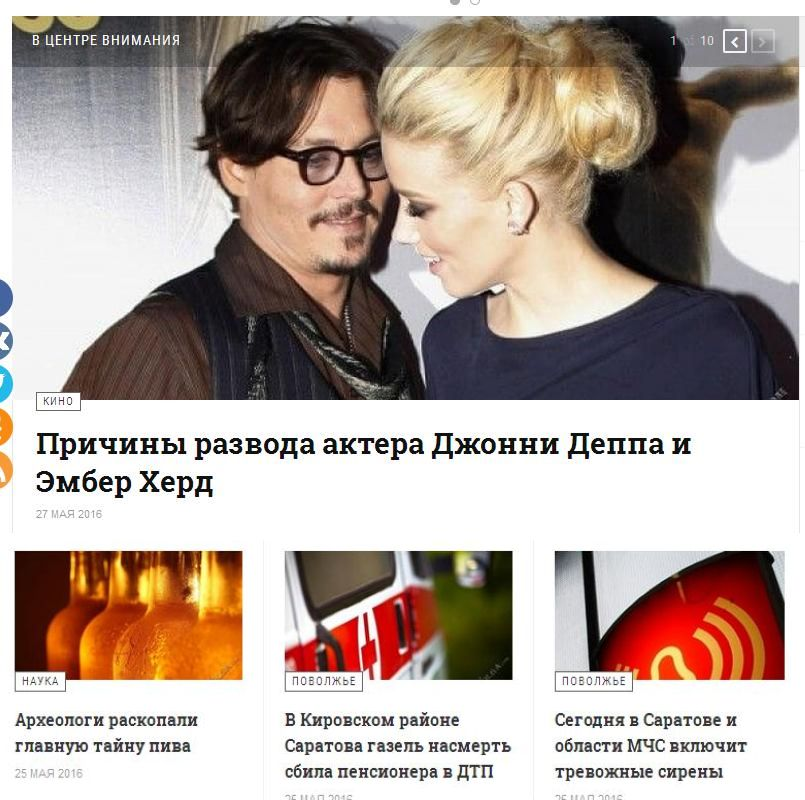 В ЦЕНТРЕ ВНИМАНИЯ
1 of 10
КИНО
Причины развода актера Джонни Деппа и
Эмбер Херд
27 МАЯ 2016
НАУКА
Археологи раскопали
главную тайну пива
25 МАЯ 2016
ПОВОЛЖЬЕ
В Кировском районе
Саратова газель насмерть
сбила пенсионера в ДТП
25 МАЯ 2016
ПОВОЛЖЬЕ
Сегодня в Саратове и
области МЧС включит
тревожные сирены
25 МАЯ 2016